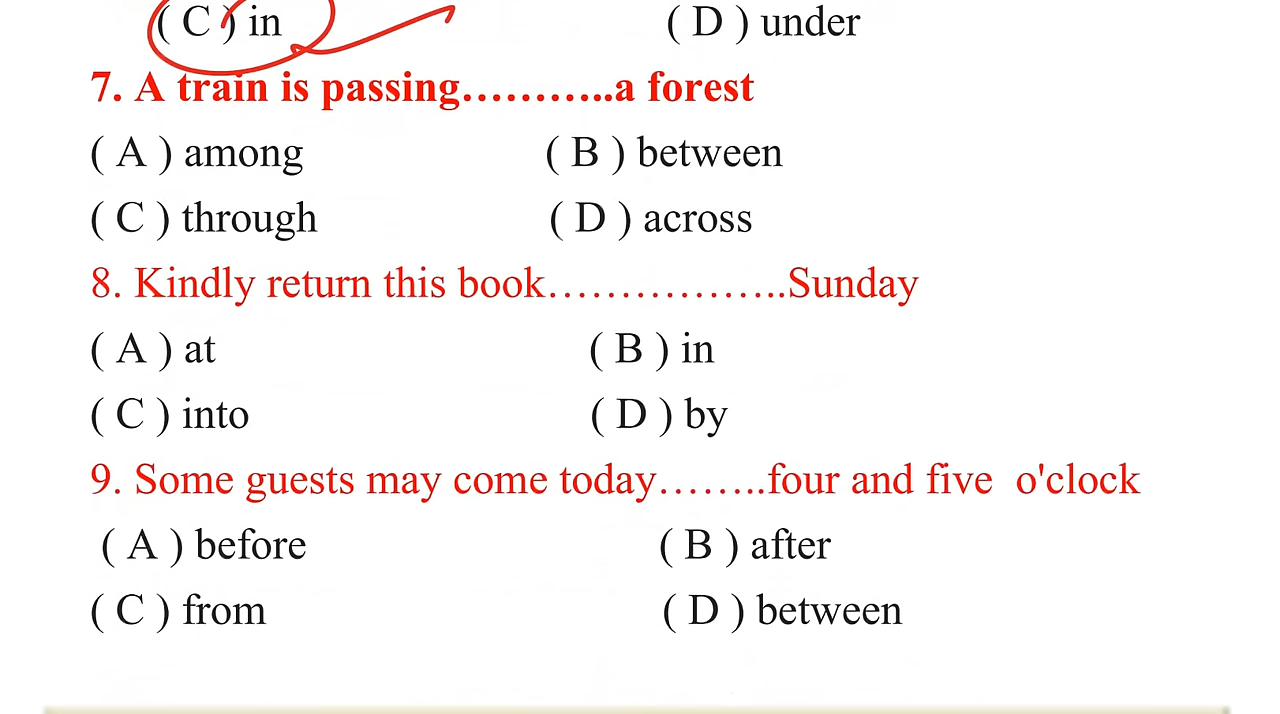 ( C ) in ( D ) under
7. A train is passing………..a forest
( A ) among ( B ) between
( C ) through ( D ) across
8. Kindly return this book……………..Sunday
( A ) at ( B ) in
( C ) into ( D ) by
9. Some guests may come today……..four and five o'clock
( A ) before ( B ) after
( C ) from ( D ) between